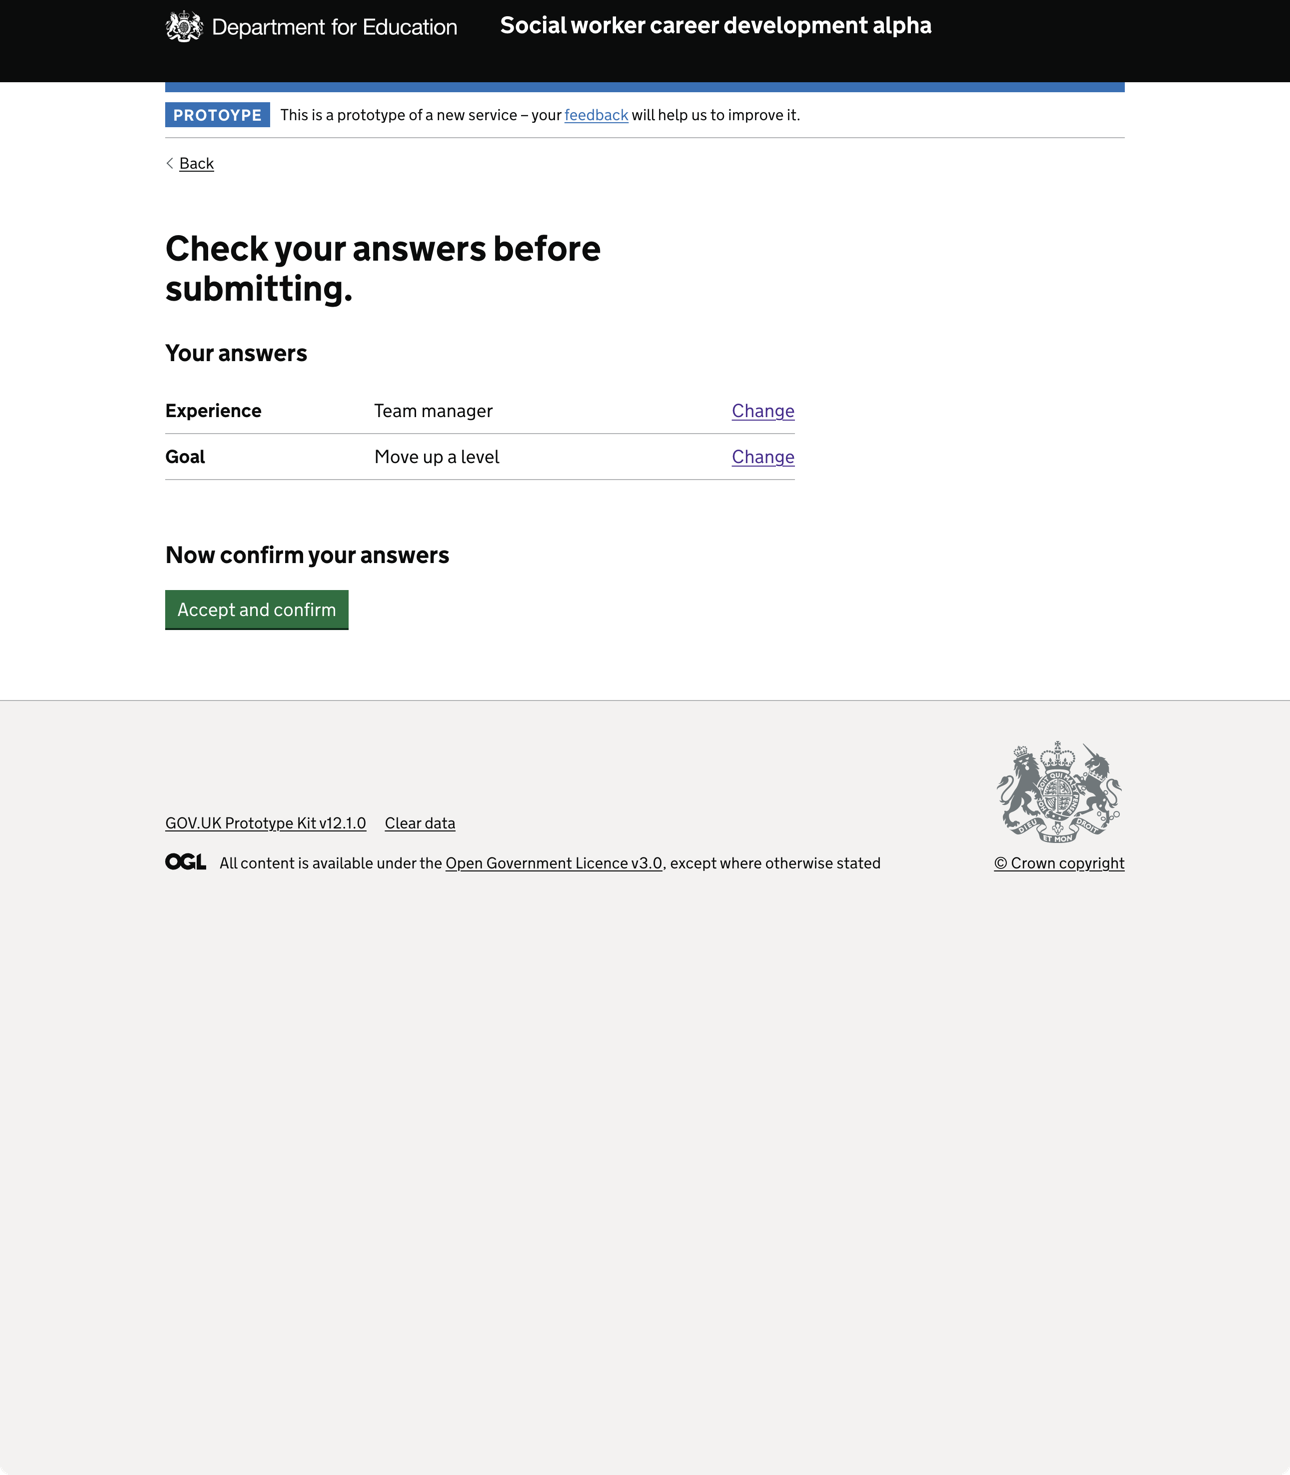 Department for Education
Social worker career development alpha
PROTOYPE This is a prototype of a new service – your feedback will help us to improve it.
Back
Check your answers before
submitting.
Your answers
Experience Team manager Change
Goal Move up a level Change
Now confirm your answers
Accept and confirm
GOV.UK Prototype Kit v12.1.0 Clear data
OGL All content is available under the Open Government Licence v3.0, except where otherwise stated
© Crown copyright